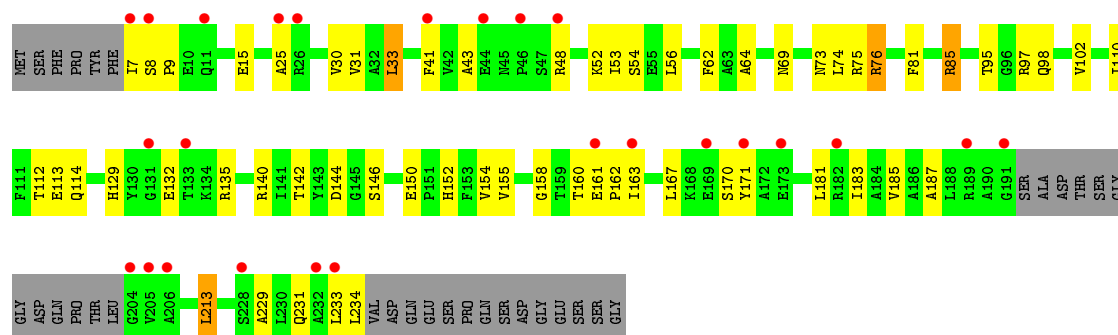 MET SER PHE PRO TYR PHE I7 S8 P9 E10 Q11 E15 A25 R26 V30 V31 A32 L33 F41 V42 A43 E44 N45 P46 S47 R48 K52 I53 S54 E55 L56 F62 A63 A64 N69 N73 L74 R75 R76 F81 R85 T95 G96 R97 Q98 V102 I110
F111 T112 E113 Q114 H129 Y130 G131 E132 T133 K134 R135 R140 I141 T142 Y143 D144 G145 S146 E150 P151 H152 F153 V154 V155 G158 T159 T160 E161 P162 I163 L167 K168 E169 S170 Y171 A172 E173 L181 R182 I183 A184 V185 A186 A187 L188 R189 A190 G191 SER ALA ASP THR SER GLY
GLY ASP GLN PRO THR LEU G204 V205 A206 L213 S228 A229 L230 Q231 A232 L233 L234 VAL ASP GLN GLU SER PRO GLN SER ASP GLY GLU SER SER GLY